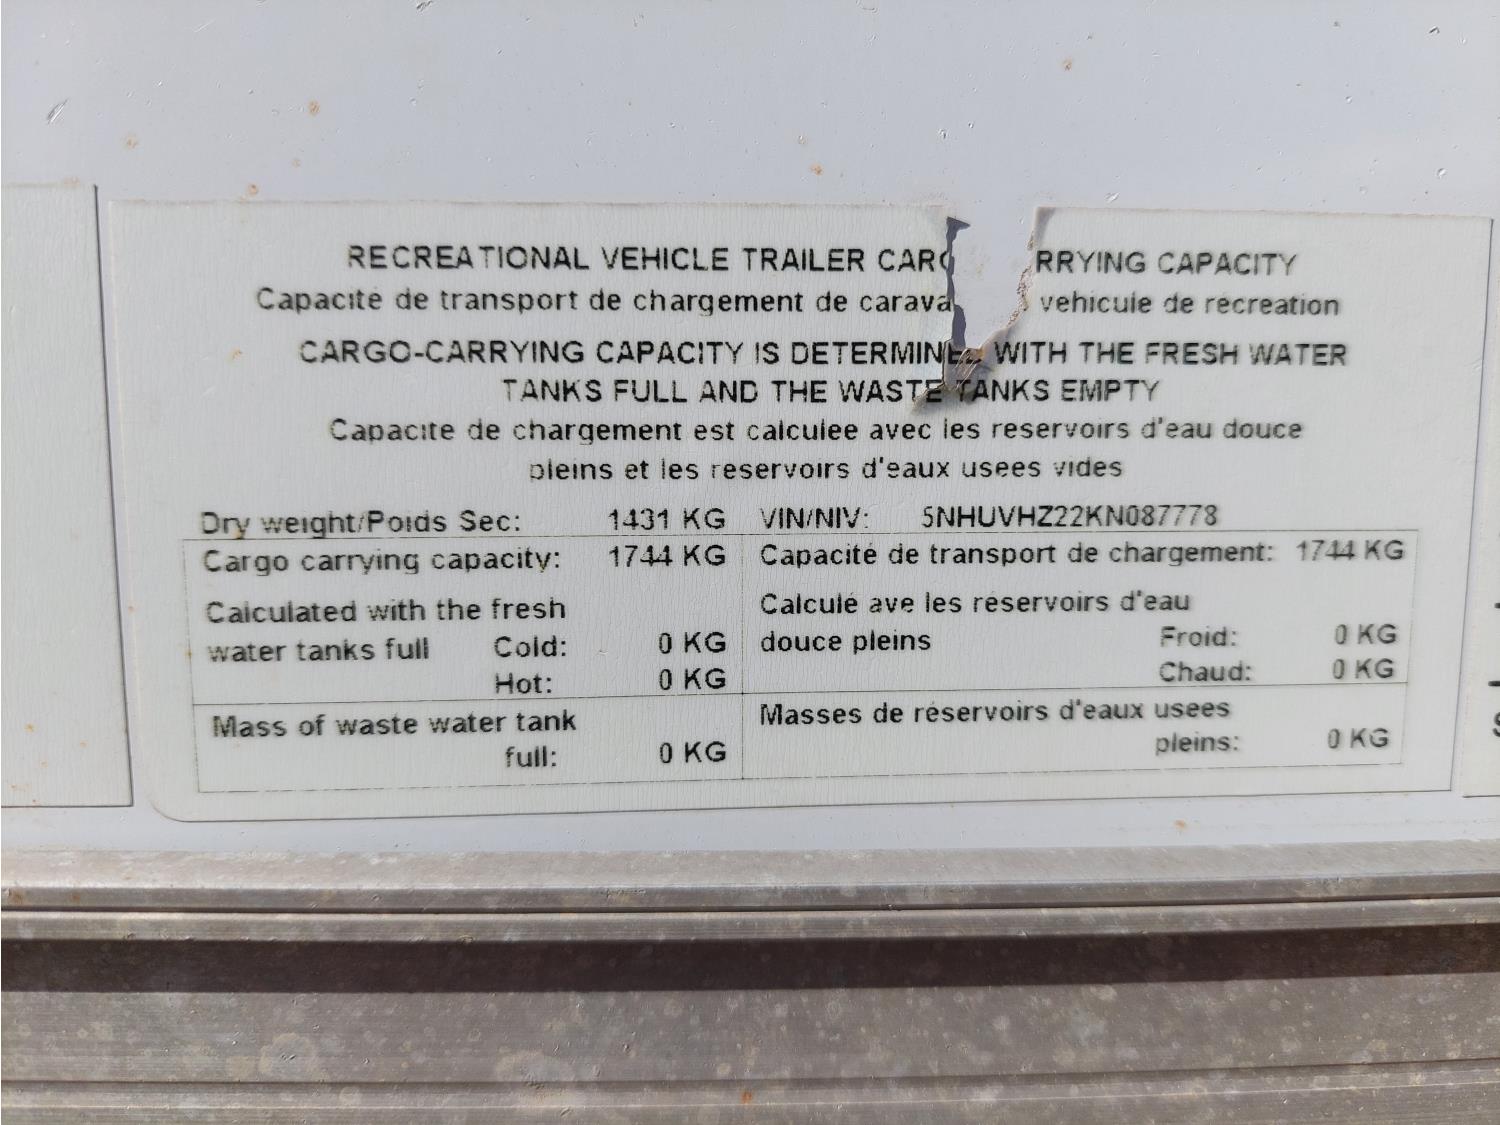 RECREATIONAL VEHICLE TRAILER CARG RRYING CAPACITY
Capacité de transport de chargement de carava vehicule de recreation
CARGO-CARRYING CAPACITY IS DETERMINED WITH THE FRESH WATER
TANKS FULL AND THE WASTE TANKS EMPTY
Capacite de chargement est calculee avec les reservoirs d'eau douce
pleins et les reservoirs d'eaux usees vides
Dry weight/Poids Sec: 1431 KG VIN/NIV: 5NHUVHZ22KN087778
Cargo carrying capacity: 1744 KG Capacité de transport de chargement: 1744 KG
Calculated with the fresh Calculé ave les réservoirs d'eau
water tanks full Cold: 0 KG douce pleins Froid: 0 KG
Hot: 0 KG Chaud: 0 KG
Mass of waste water tank Masses de réservoirs d'eaux usees
full: 0 KG pleins: 0 KG